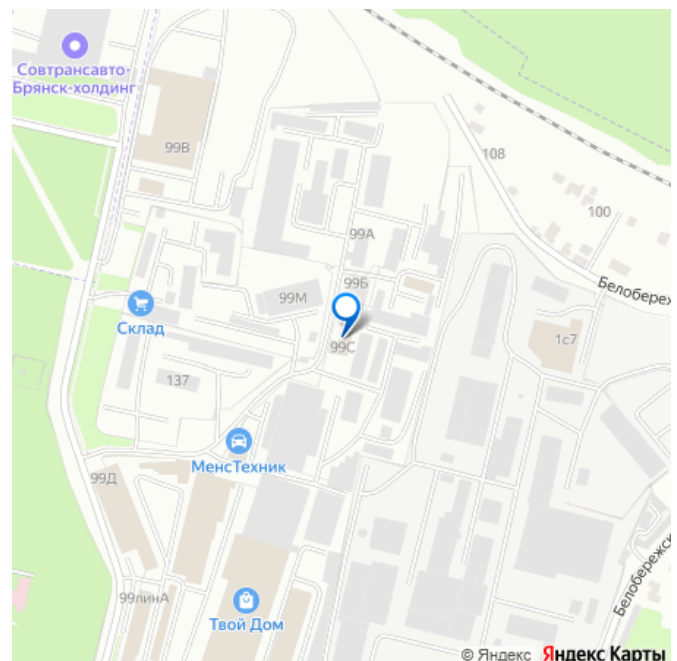 Совтрансавто-
Брянск-холдинг
99В
108
100
99А
99Б
Белобереж
99М
Склад
99С
1с7
137
МенсТехник
99Д
99линА
Твой Дом
Белобережск
© Яндекс Яндекс Карты